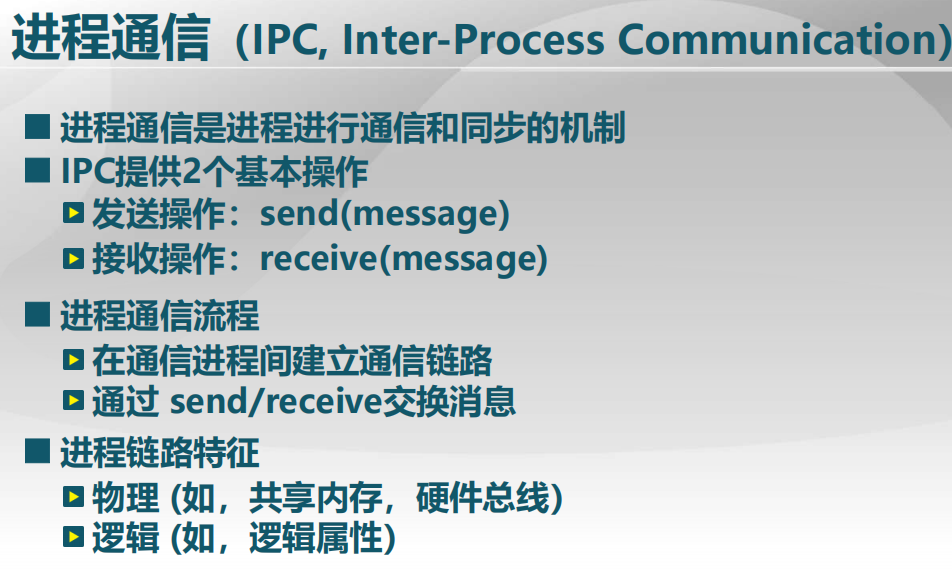 进程通信 (IPC, Inter-Process Communication)
进程通信是进程进行通信和同步的机制
IPC提供2个基本操作
发送操作：send(message)
接收操作：receive(message)
进程通信流程
在通信进程间建立通信链路
通过 send/receive交换消息
进程链路特征
物理 (如，共享内存，硬件总线)
逻辑 (如，逻辑属性)